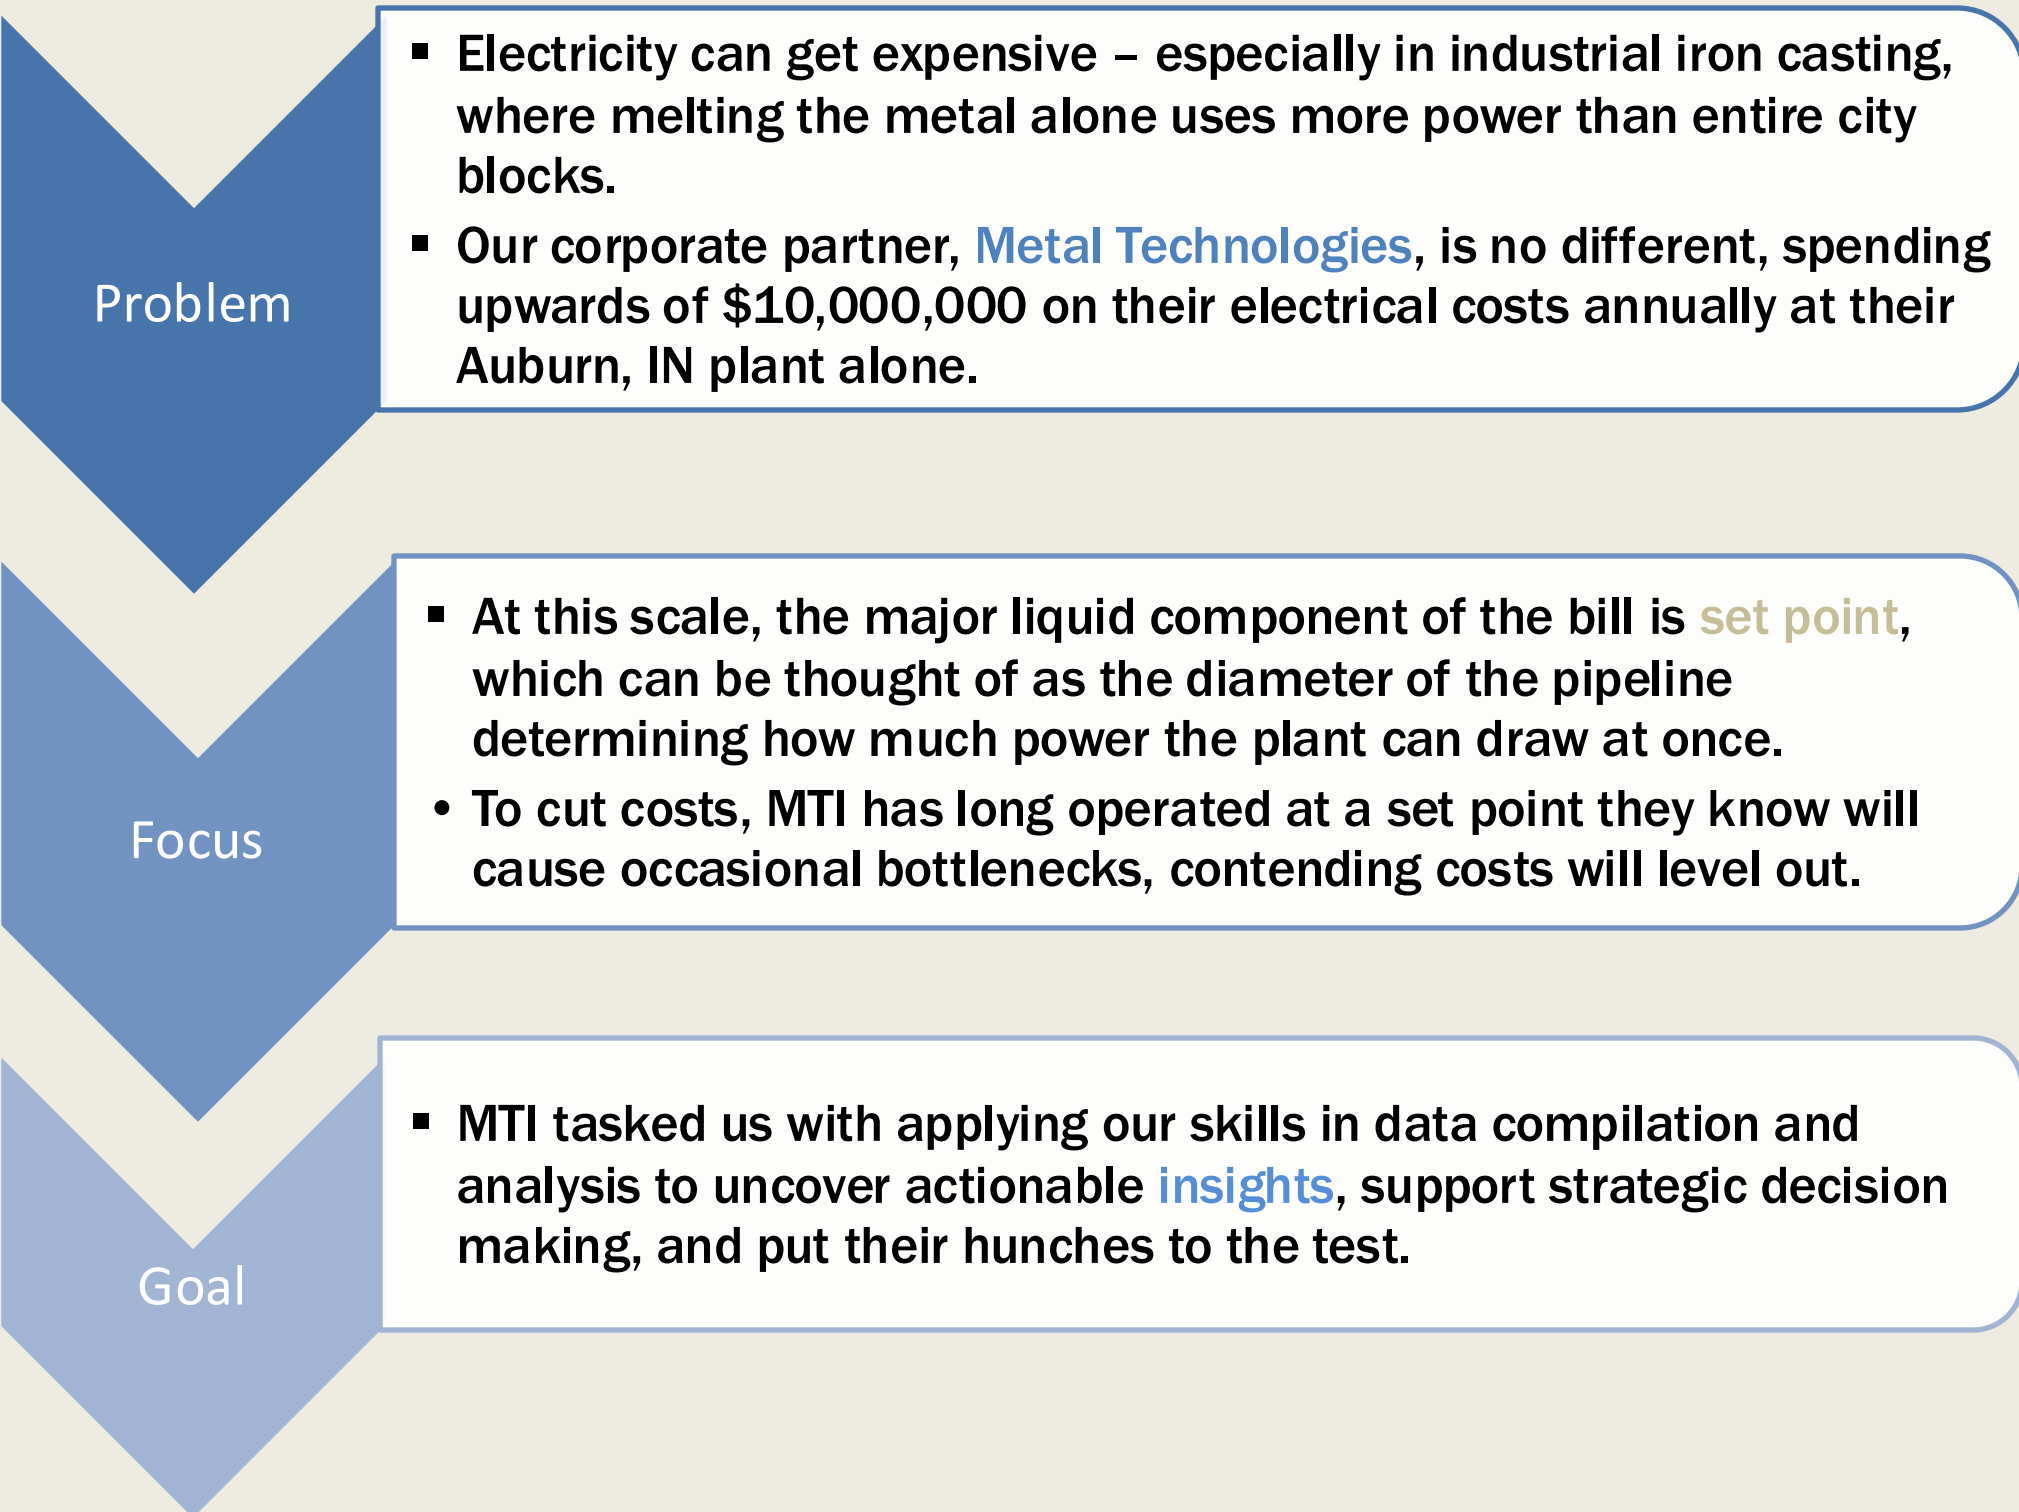 Problem
▪ Electricity can get expensive – especially in industrial iron casting,
where melting the metal alone uses more power than entire city
blocks.
▪ Our corporate partner, Metal Technologies, is no different, spending
upwards of $10,000,000 on their electrical costs annually at their
Auburn, IN plant alone.
Focus
▪ At this scale, the major liquid component of the bill is set point,
which can be thought of as the diameter of the pipeline
determining how much power the plant can draw at once.
• To cut costs, MTI has long operated at a set point they know will
cause occasional bottlenecks, contending costs will level out.
Goal
▪ MTI tasked us with applying our skills in data compilation and
analysis to uncover actionable insights, support strategic decision
making, and put their hunches to the test.